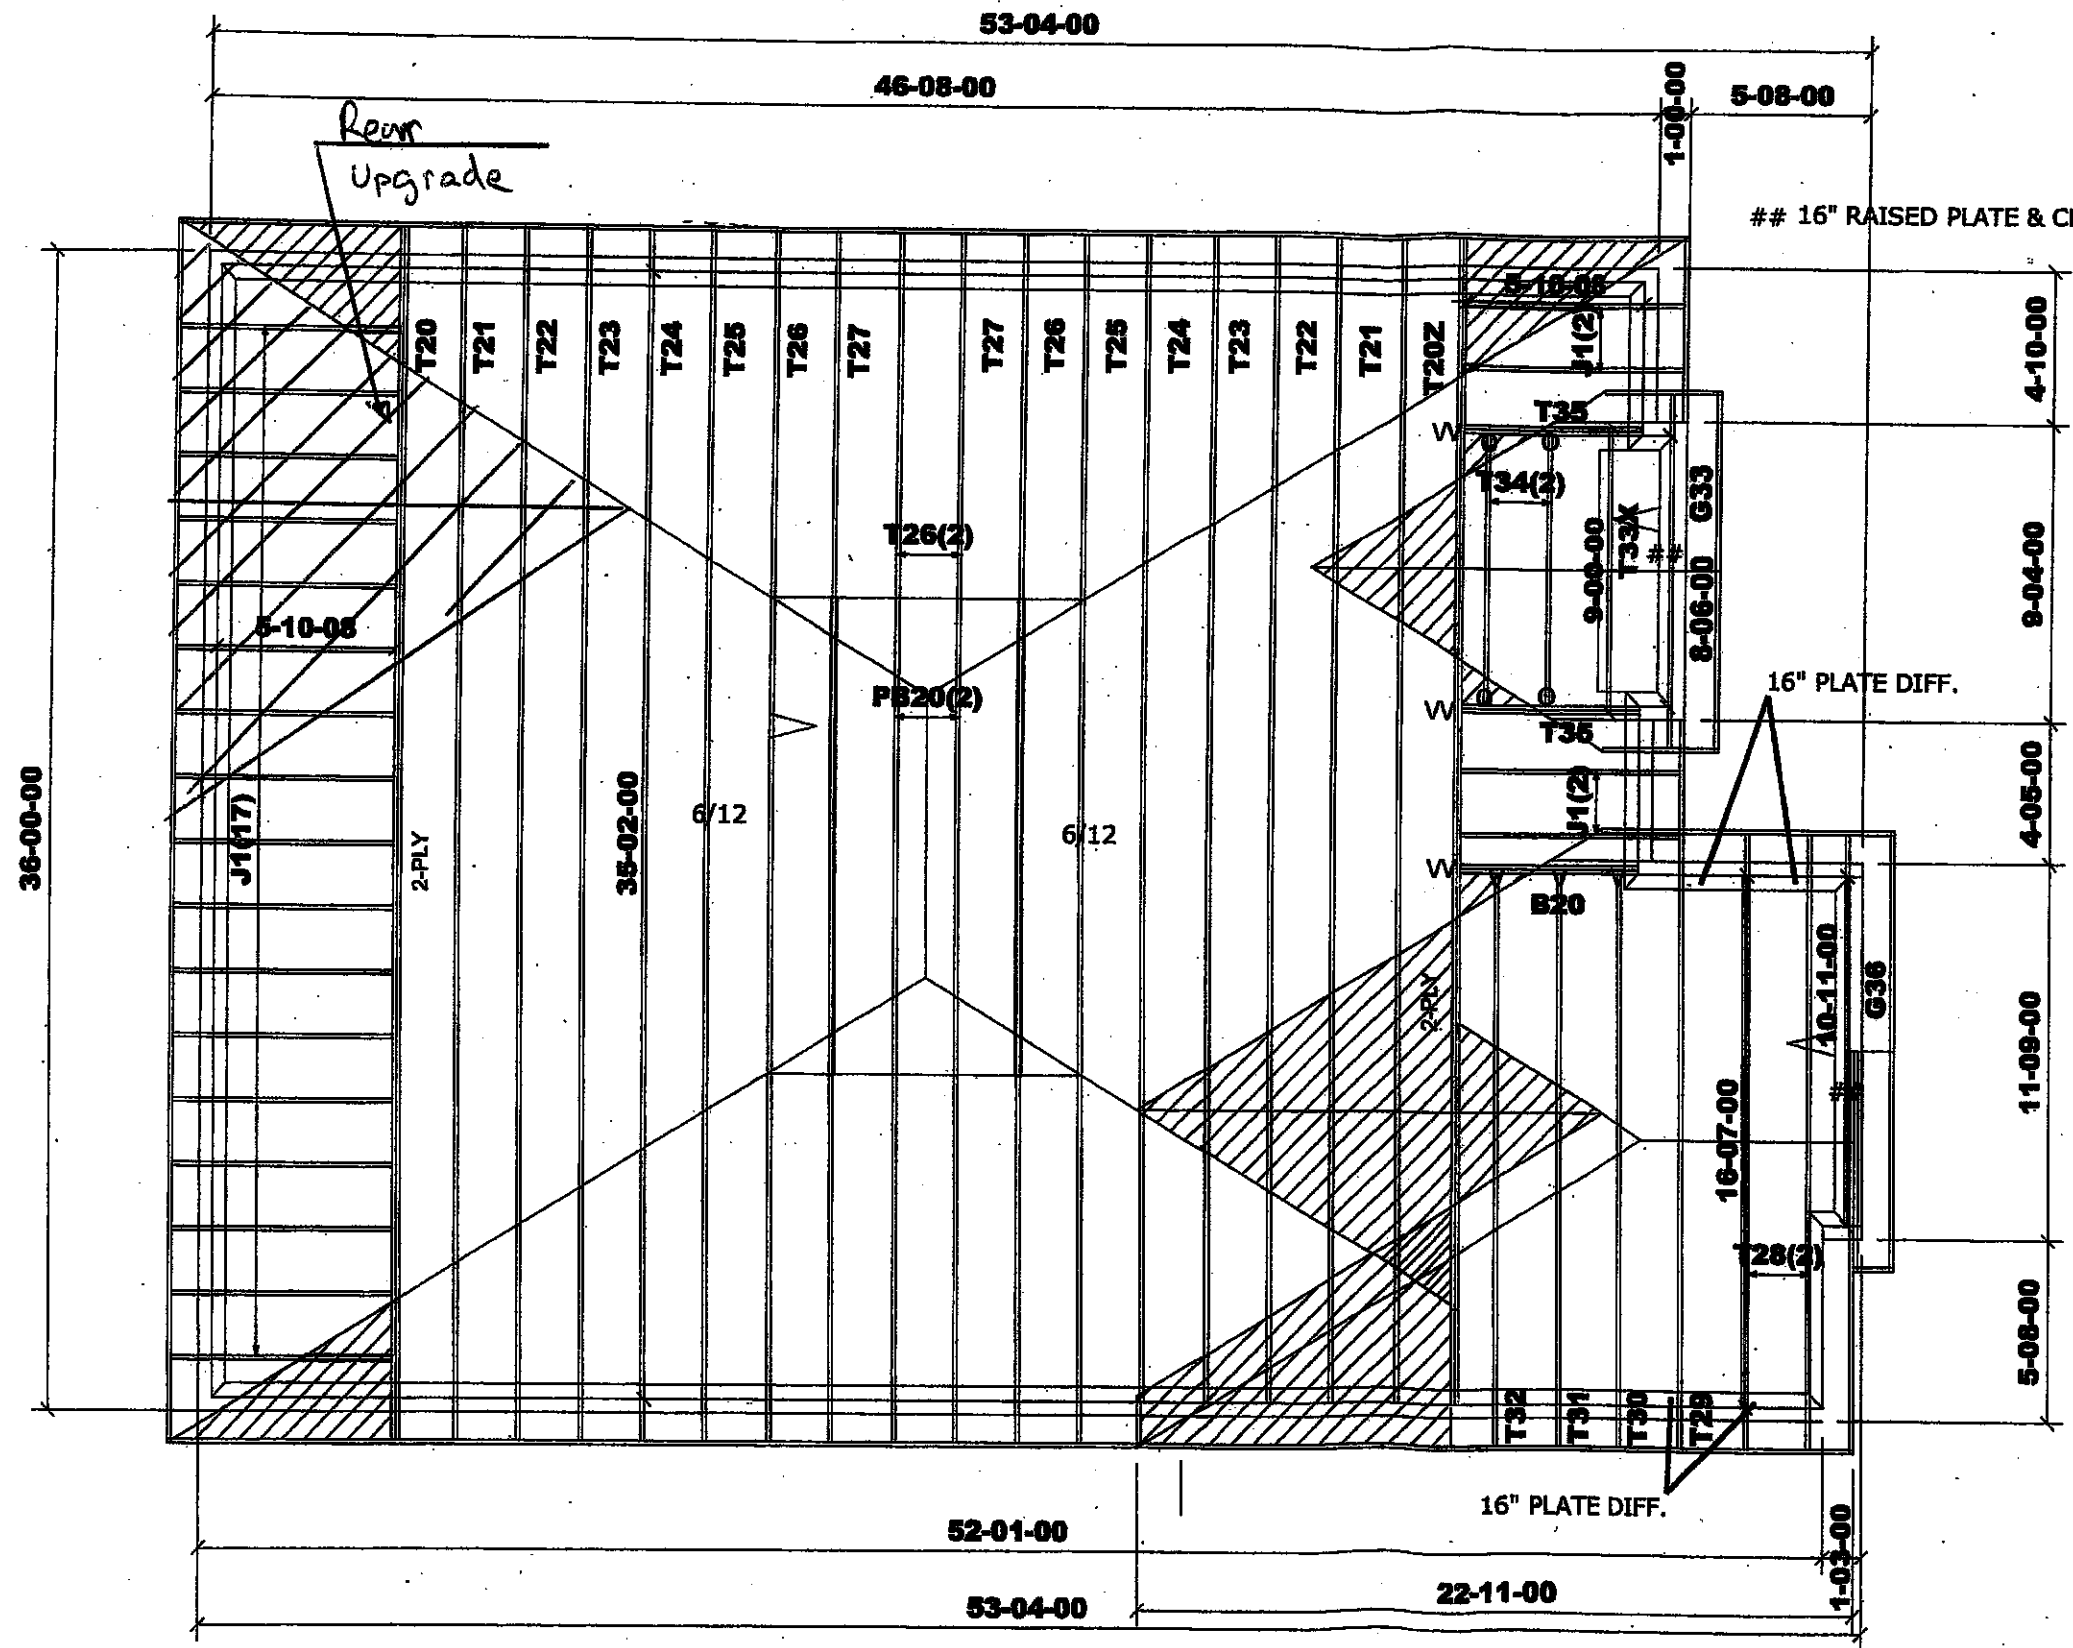 53-04-00
46-08-00
1-00-00
5-08-00
Rear
Upgrade
## 16" RAISED PLATE &
36-00-00
T20
T21
T22
T23
T24
T25
T26
T27
T27
T26
T25
T24
T23
T22
T21
T20Z
5-10-08
J1(2)
4-10-00
T35
T34(2)
9-00-00
T33X
##
G33
8-06-00
9-04-00
T26(2)
5-10-08
PB20(2)
16" PLATE DIFF.
T35
J1(2)
4-05-00
J1(17)
2-PLY
35-02-00
6/12
6/12
B20
2-PLY
10-11-00
G36
##
11-09-00
16-07-00
T28(2)
5-08-00
T32
T31
T30
T29
16" PLATE DIFF.
52-01-00
1-03-00
22-11-00
53-04-00